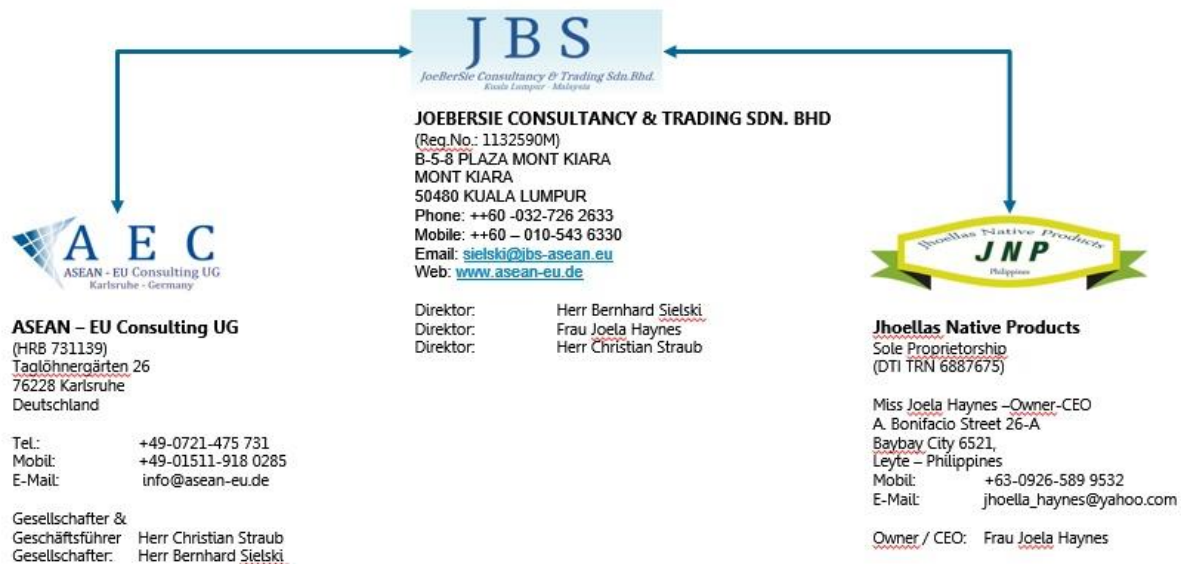 J B S
JoeBerSie Consultancy & Trading Sdn.Bhd.
Kuala Lumpur - Malaysia
JOEBERSIE CONSULTANCY & TRADING SDN. BHD
(Reg.No.: 1132590M)
B-5-8 PLAZA MONT KIARA
MONT KIARA
50480 KUALA LUMPUR
Phone: ++60 -032-726 2633
Mobile: ++60 – 010-543 6330
Email: sielski@jbs-asean.eu
Web: www.asean-eu.de
Direktor: Herr Bernhard Sielski
Direktor: Frau Joela Haynes
Direktor: Herr Christian Straub
A E C
ASEAN - EU Consulting UG
Karlsruhe - Germany
ASEAN – EU Consulting UG
(HRB 731139)
Taglöhnergärten 26
76228 Karlsruhe
Deutschland
Tel.: +49-0721-475 731
Mobil: +49-01511-918 0285
E-Mail: info@asean-eu.de
Gesellschafter &
Geschäftsführer Herr Christian Straub
Gesellschafter: Herr Bernhard Sielski
Jhoellas Native Products
JNP
Philippines
Jhoellas Native Products
Sole Proprietorship
(DTI TRN 6887675)
Miss Joela Haynes –Owner-CEO
A. Bonifacio Street 26-A
Baybay City 6521,
Leyte – Philippines
Mobil: +63-0926-589 9532
E-Mail: jhoella_haynes@yahoo.com
Owner / CEO: Frau Joela Haynes